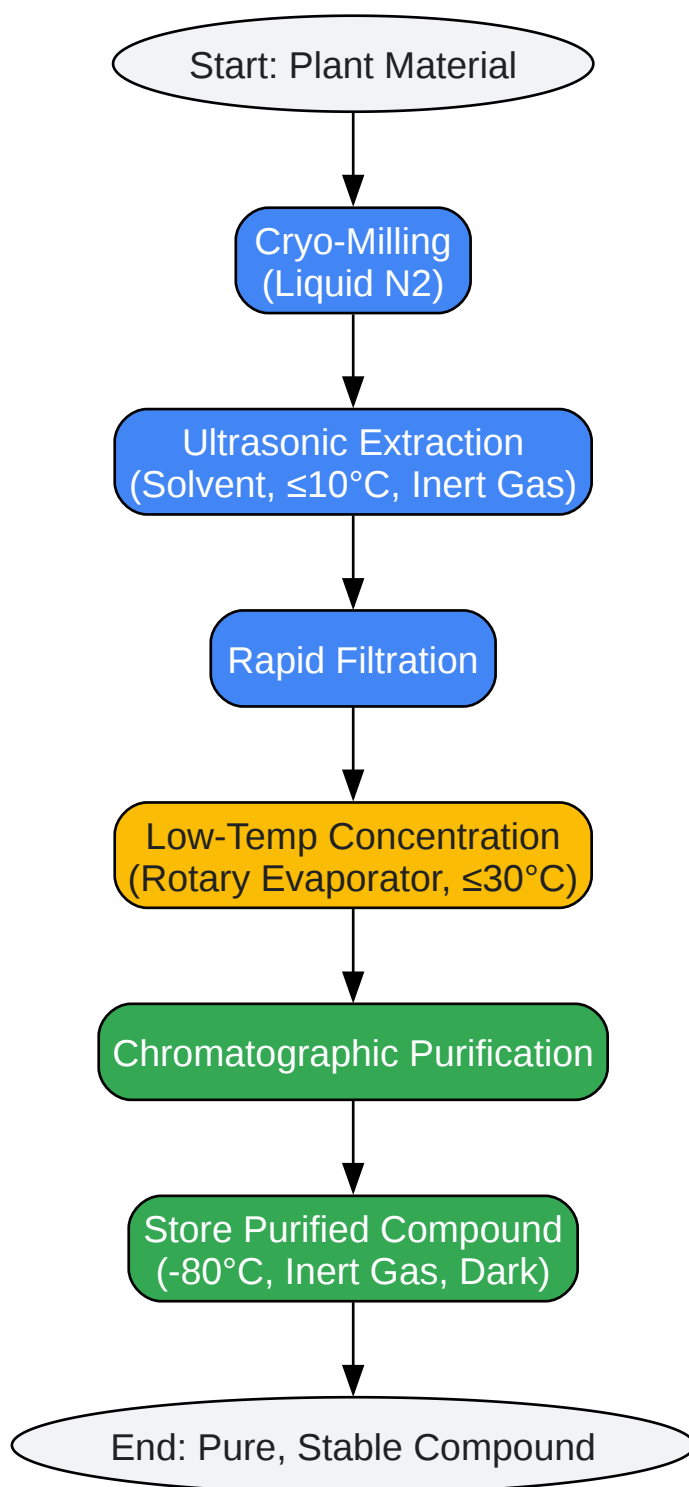 Start: Plant Material
Cryo-Milling
(Liquid N2)
Ultrasonic Extraction
(Solvent, ≤10°C, Inert Gas)
Rapid Filtration
Low-Temp Concentration
(Rotary Evaporator, ≤30°C)
Chromatographic Purification
Store Purified Compound
(-80°C, Inert Gas, Dark)
End: Pure, Stable Compound